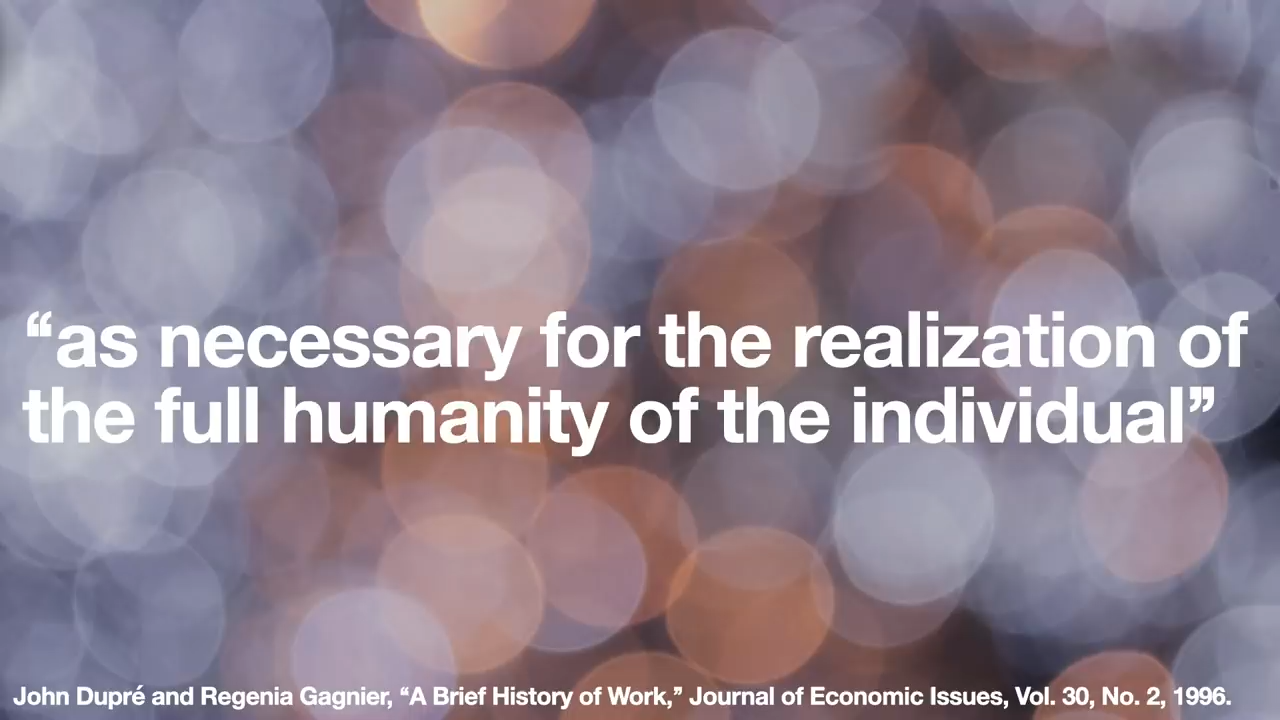 “as necessary for the realization of
the full humanity of the individual”
John Dupré and Regenia Gagnier, “A Brief History of Work,” Journal of Economic Issues, Vol. 30, No. 2, 1996.